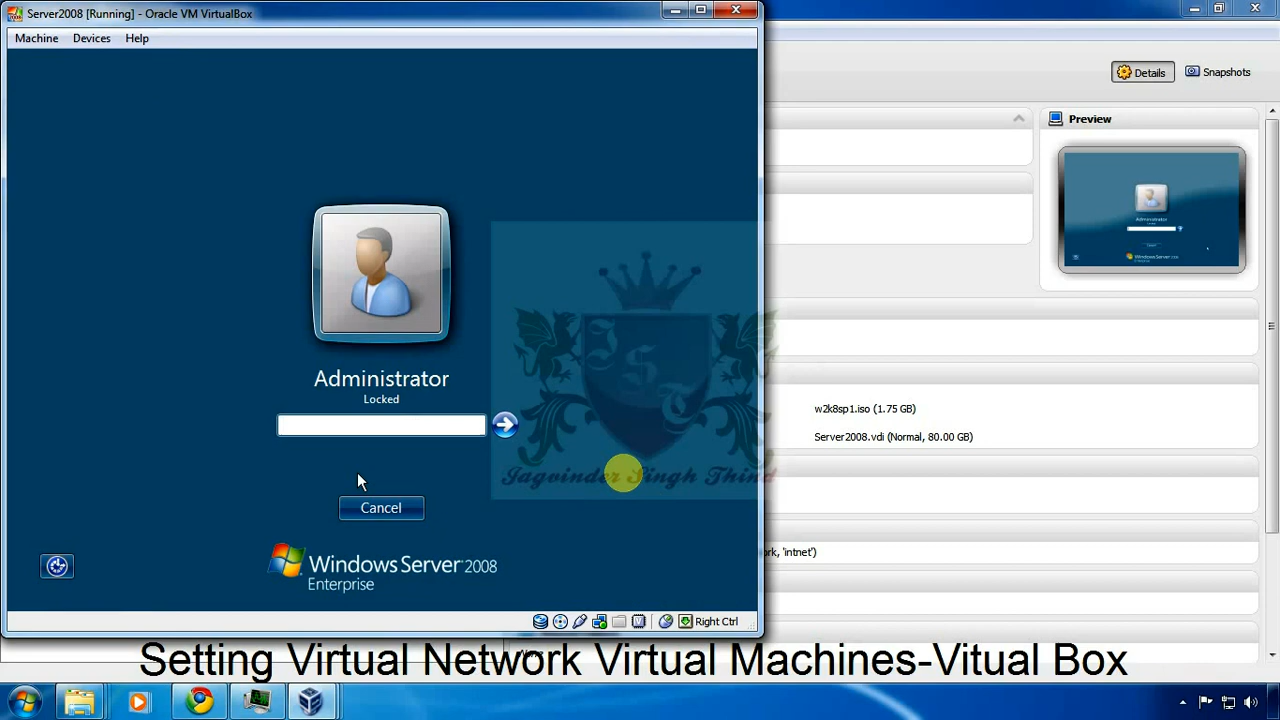 Server2008 [Running] - Oracle VM VirtualBox
Machine Devices Help
Details Snapshots
Preview
Administrator
Locked
Jagvinder Singh Thind
Cancel
w2k8sp1.iso (1.75 GB)
Server2008.vdi (Normal, 80.00 GB)
Windows Server 2008
Enterprise
'intnet')
Right Ctrl
Setting Virtual Network Virtual Machines-Vitual Box